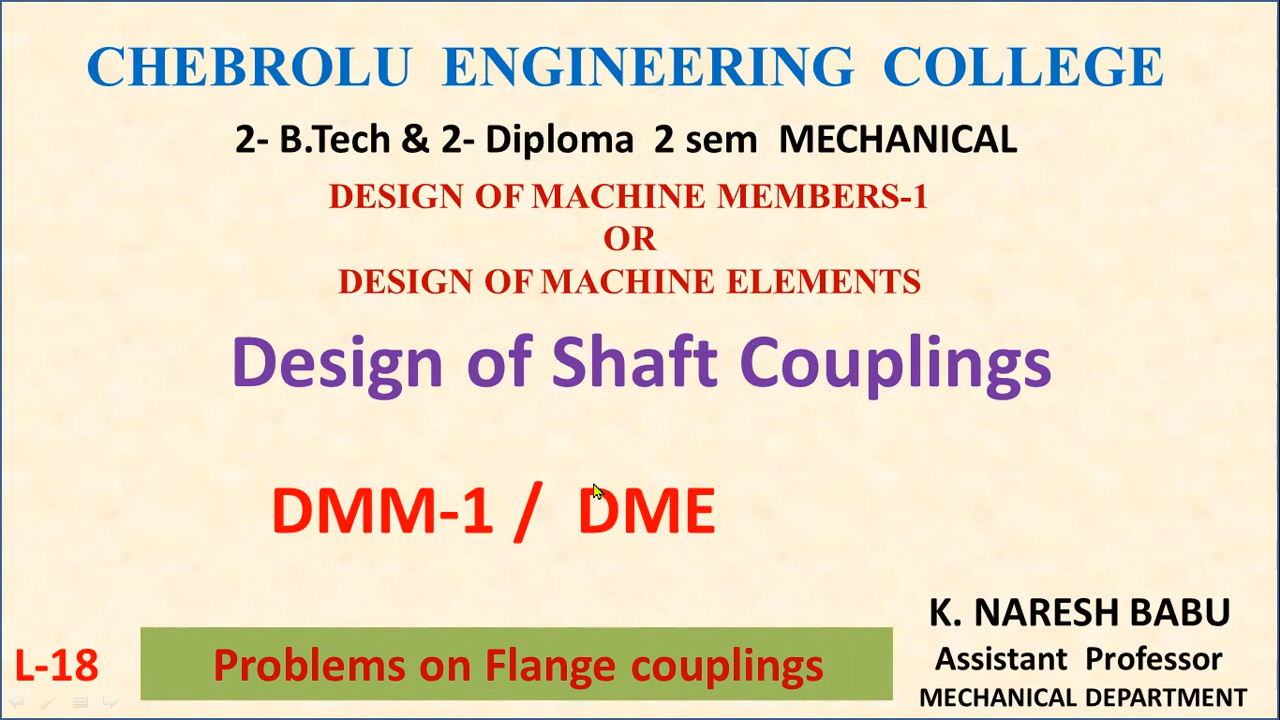 CHEBROLU ENGINEERING COLLEGE
2- B.Tech & 2- Diploma 2 sem MECHANICAL
DESIGN OF MACHINE MEMBERS-1
OR
DESIGN OF MACHINE ELEMENTS
Design of Shaft Couplings
DMM-1 / DME
K. NARESH BABU
Assistant Professor
MECHANICAL DEPARTMENT
L-18
Problems on Flange couplings